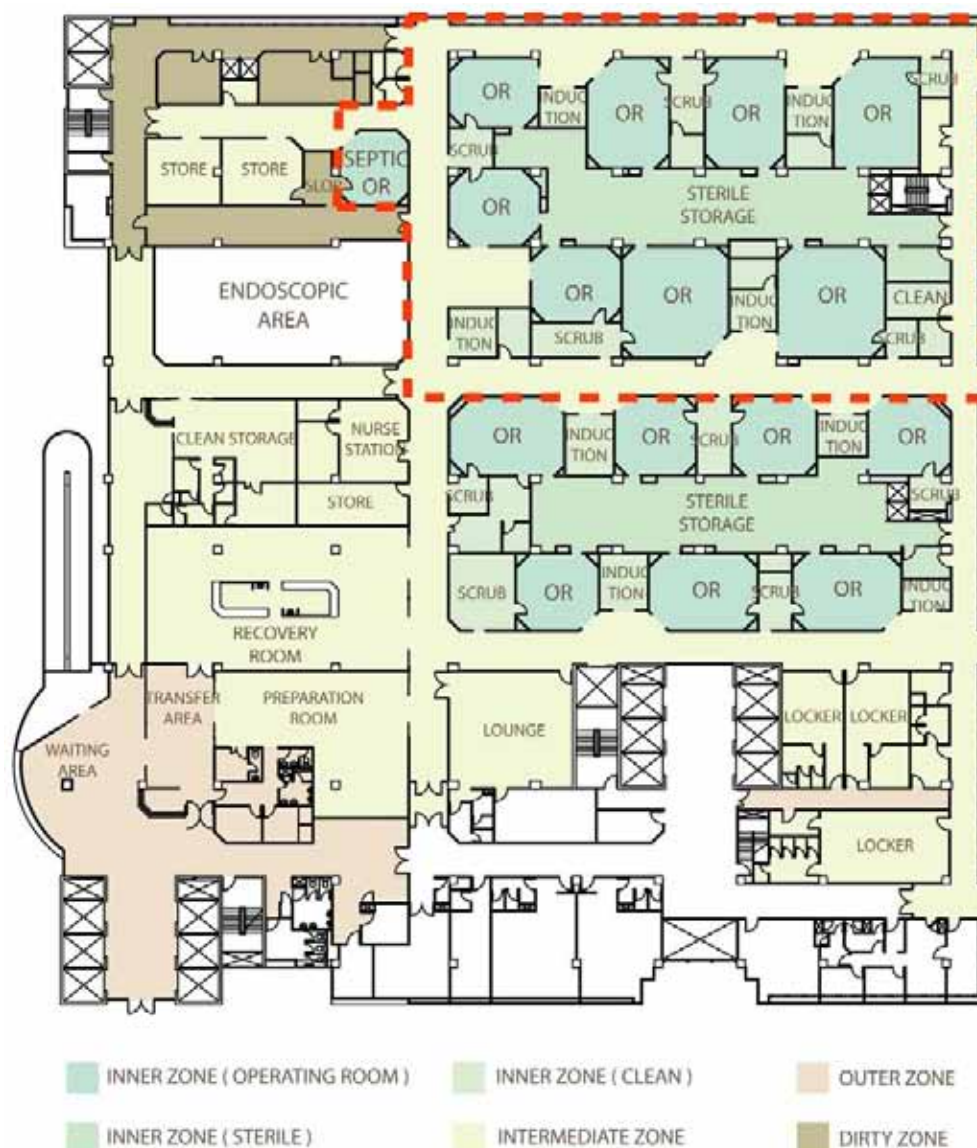 OR
INDUC
TION
OR
SCRUB
OR
INDUC
TION
OR
SCRUB
SCRUB
STORE
STORE
SEPTIC
OR
SLOP
OR
STERILE
STORAGE
ENDOSCOPIC
AREA
OR
OR
INDUC
TION
OR
CLEAN
INDUC
TION
SCRUB
SCRUB
CLEAN STORAGE
NURSE
STATION
STORE
OR
INDUC
TION
OR
SCRUB
OR
INDUC
TION
OR
SCRUB
STERILE
STORAGE
SCRUB
SCRUB
OR
INDUC
TION
OR
SCRUB
OR
INDUC
TION
RECOVERY
ROOM
TRANSFER
AREA
PREPARATION
ROOM
WAITING
AREA
LOUNGE
LOCKER
LOCKER
LOCKER
INNER ZONE ( OPERATING ROOM )
INNER ZONE ( CLEAN )
OUTER ZONE
INNER ZONE ( STERILE )
INTERMEDIATE ZONE
DIRTY ZONE